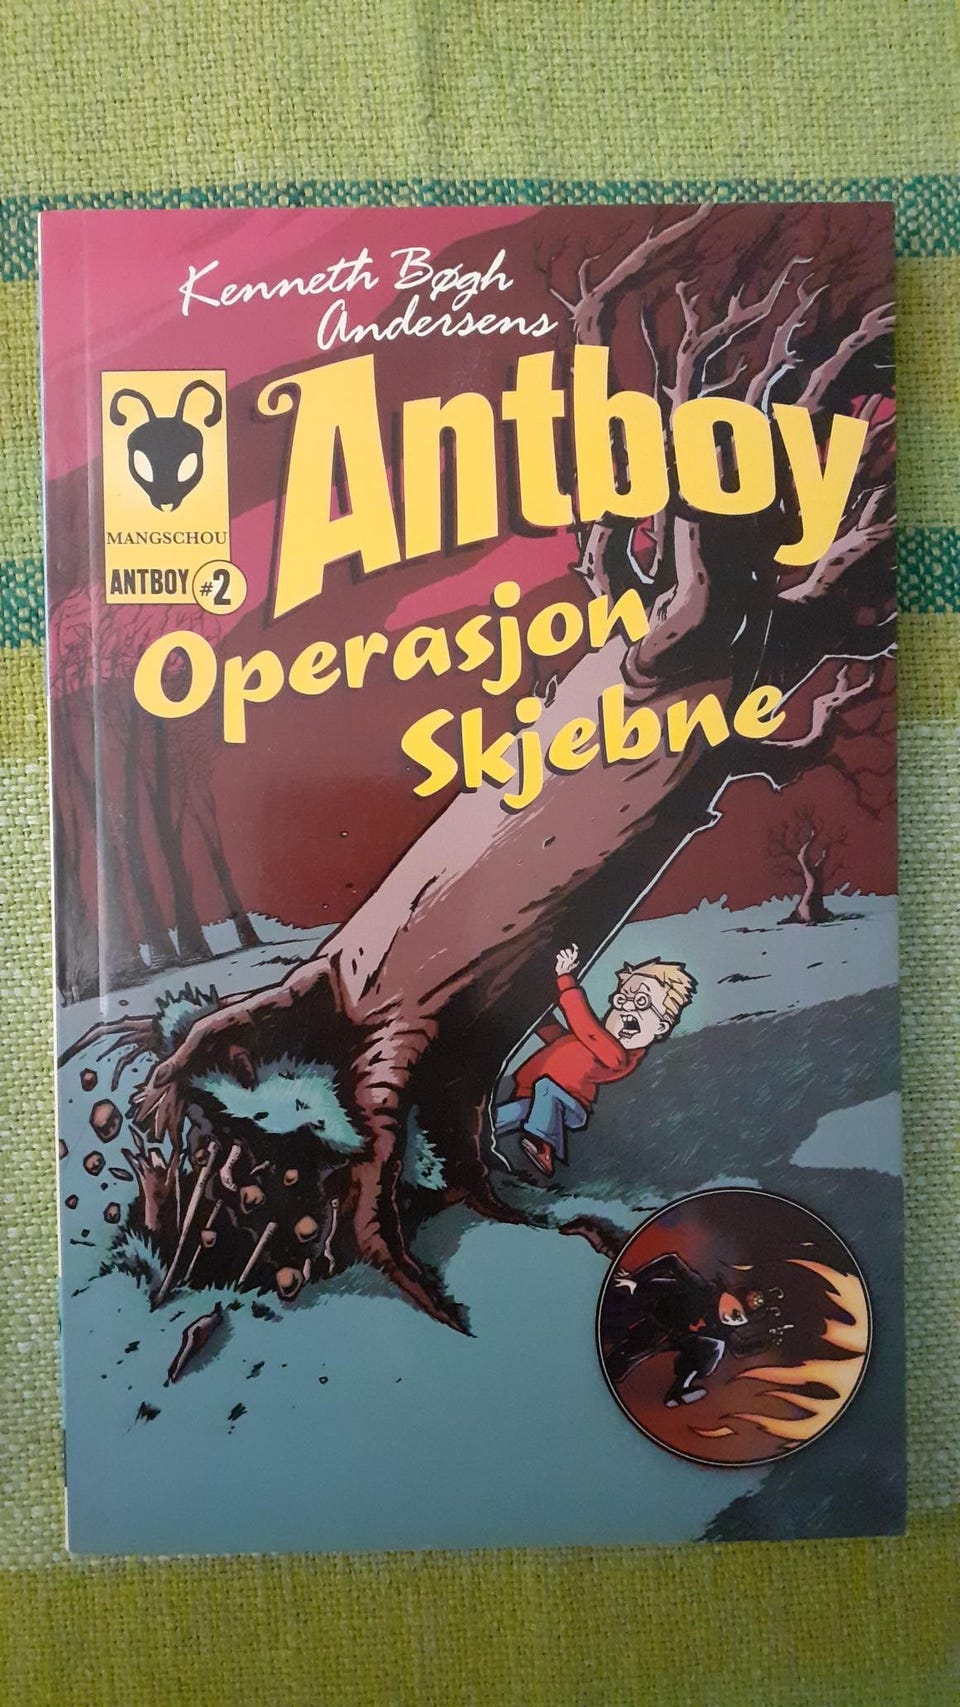 Kenneth Bøgh
Andersens
Antboy
MANGSCHOU
ANTBOY #2
Operasjon
Skjebne